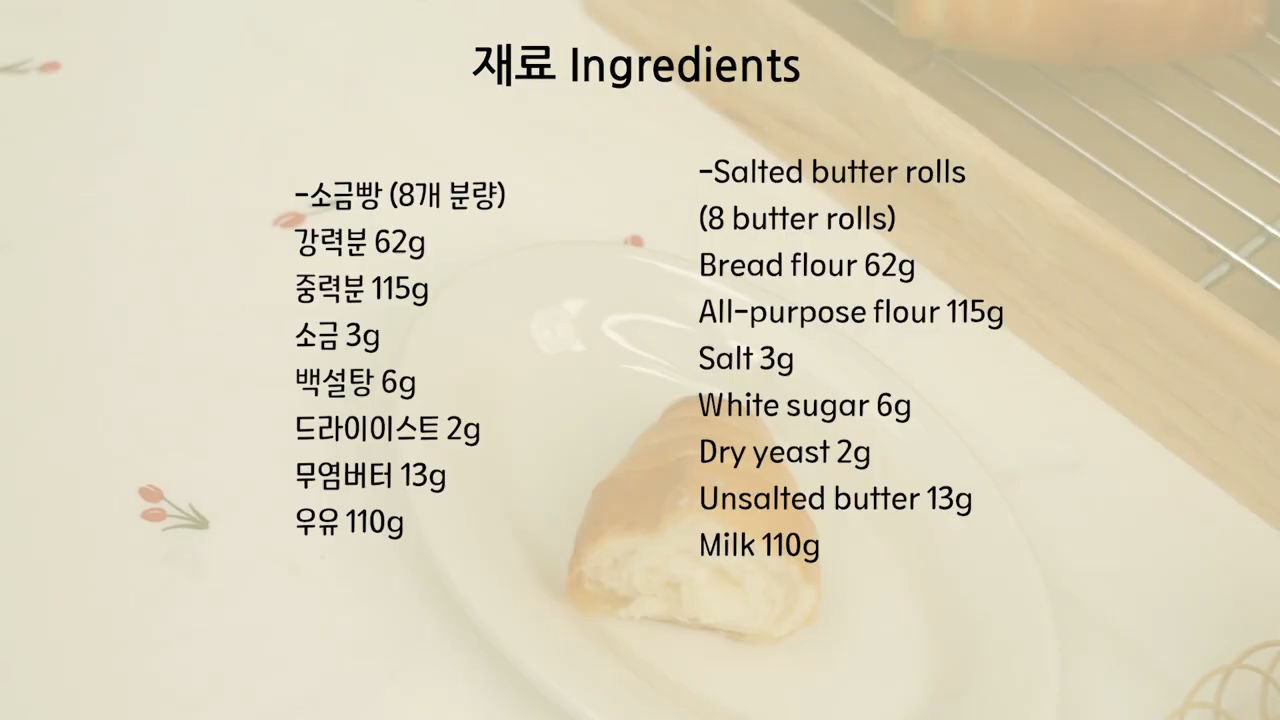 재료 Ingredients
-소금빵 (8개 분량)
강력분 62g
중력분 115g
소금 3g
백설탕 6g
드라이이스트 2g
무염버터 13g
우유 110g
-Salted butter rolls
(8 butter rolls)
Bread flour 62g
All-purpose flour 115g
Salt 3g
White sugar 6g
Dry yeast 2g
Unsalted butter 13g
Milk 110g